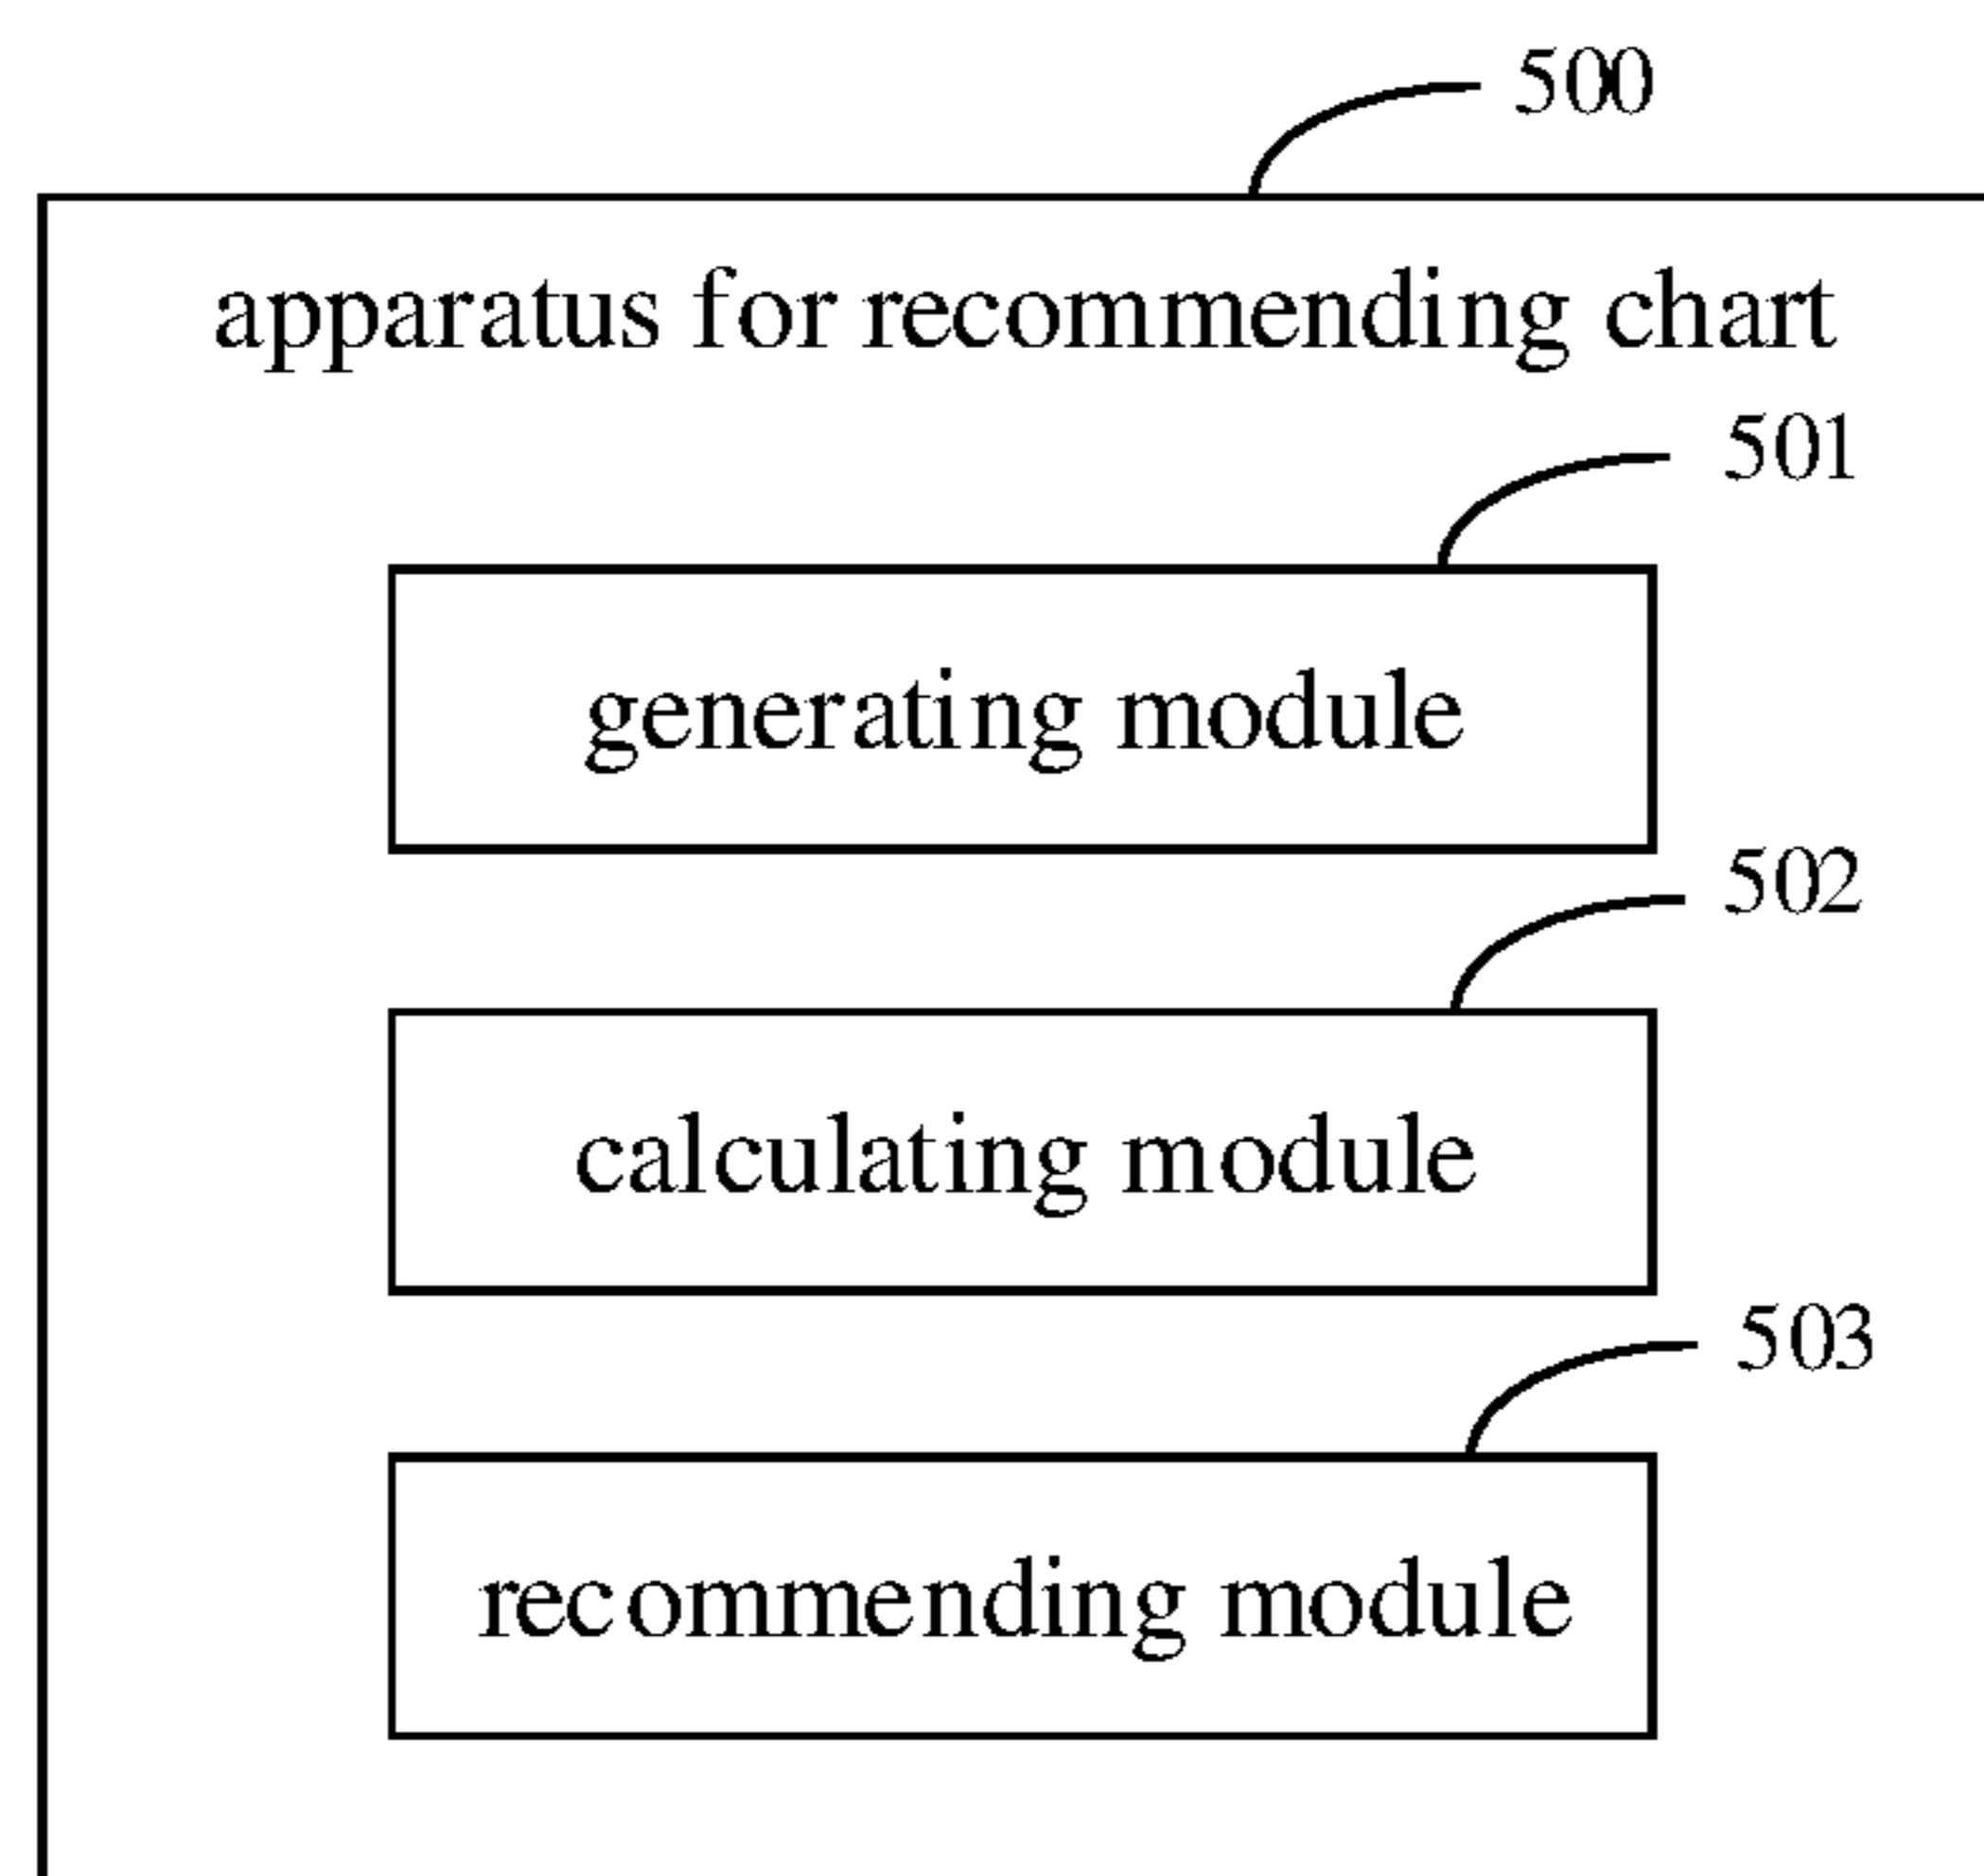 500
apparatus for recommending chart
501
generating module
502
calculating module
503
recommending module